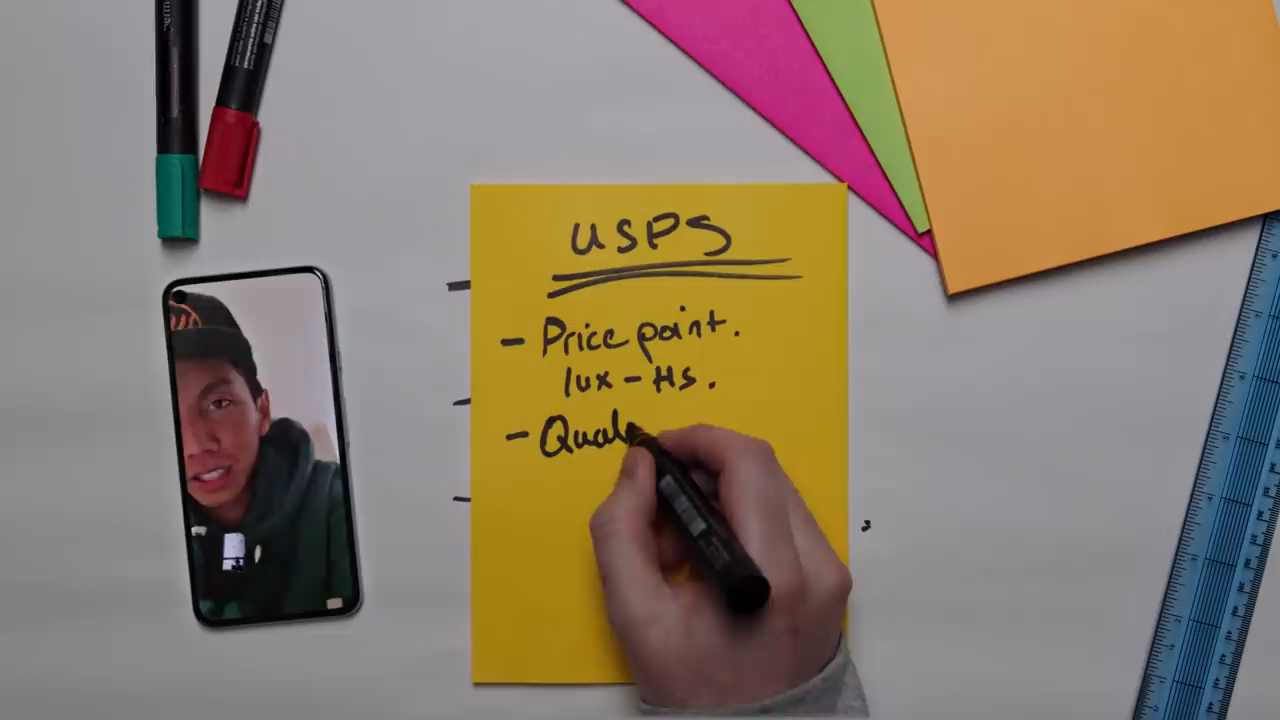 USPS
- Price point.
lux - HS.
- Qual